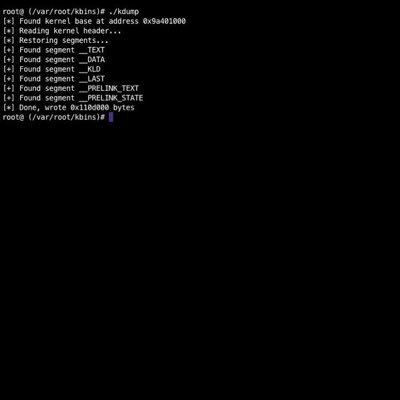 root@ (/var/root/kbins)# ./kdump
[*] Found kernel base at address 0x9a401000
[*] Reading kernel header...
[*] Restoring segments...
[+] Found segment __TEXT
[+] Found segment __DATA
[+] Found segment __KLD
[+] Found segment __LAST
[+] Found segment __PRELINK_TEXT
[+] Found segment __PRELINK_STATE
[*] Done, wrote 0x110d000 bytes
root@ (/var/root/kbins)#